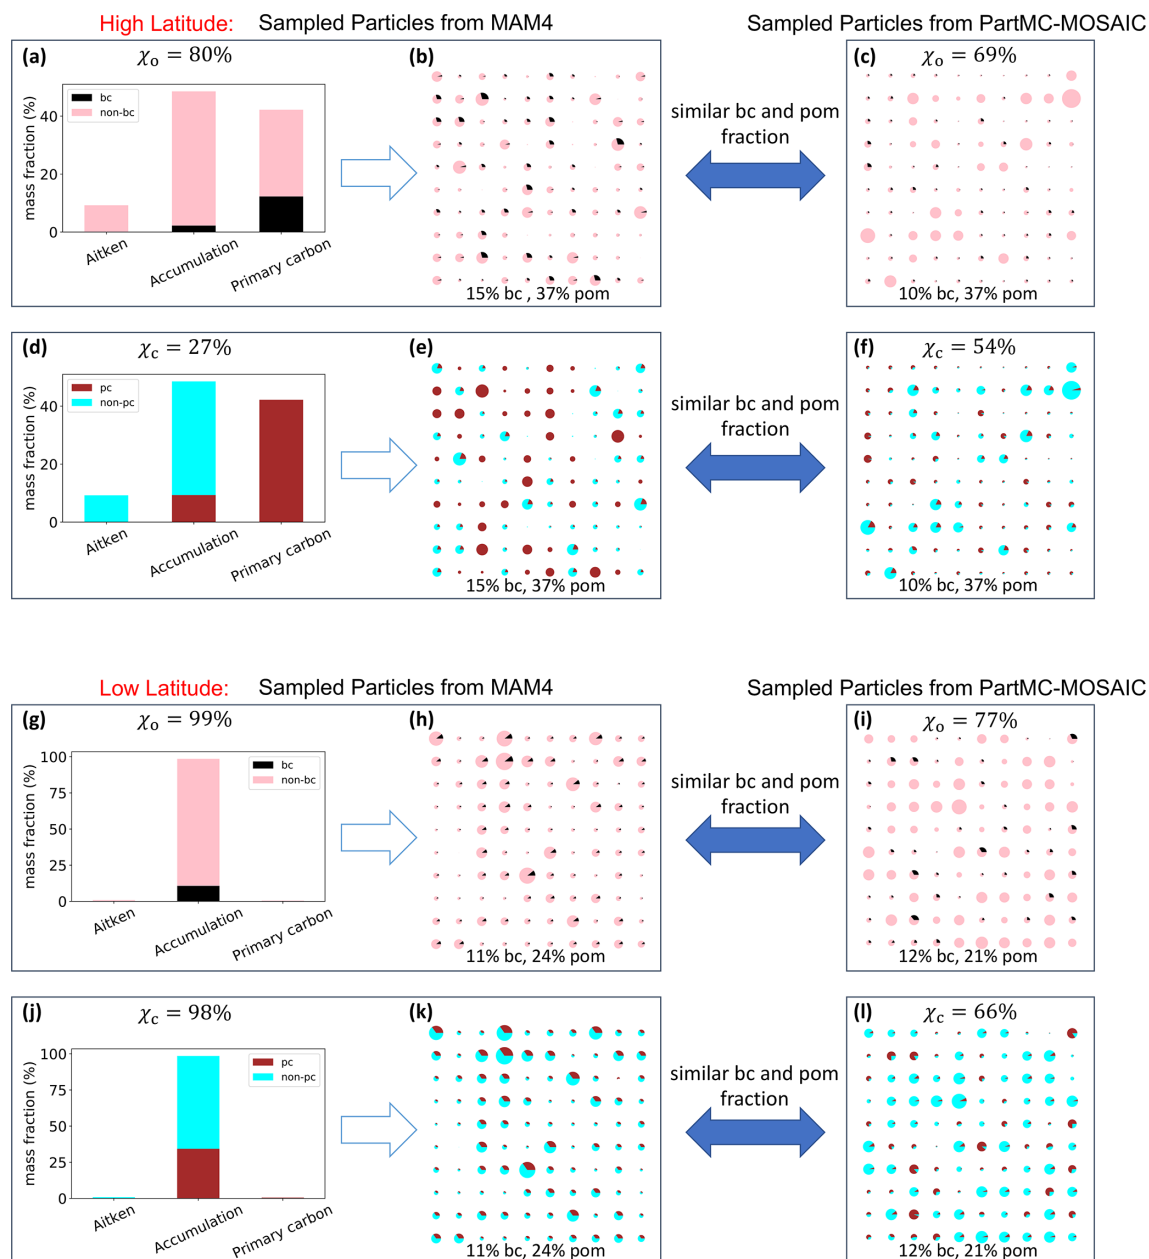 High Latitude: Sampled Particles from MAM4 Sampled Particles from PartMC-MOSAIC
(a) χo = 80%
mass fraction (%)
40
20
0
bc
non-bc
Aitken Accumulation Primary carbon
(b)
15% bc , 37% pom
similar bc and pom
fraction
(c) χo = 69%
10% bc, 37% pom
(d) χc = 27%
mass fraction (%)
40
20
0
pc
non-pc
Aitken Accumulation Primary carbon
(e)
15% bc, 37% pom
similar bc and pom
fraction
(f) χc = 54%
10% bc, 37% pom
Low Latitude: Sampled Particles from MAM4 Sampled Particles from PartMC-MOSAIC
(g) χo = 99%
mass fraction (%)
100
75
50
25
0
bc
non-bc
Aitken Accumulation Primary carbon
(h)
11% bc, 24% pom
similar bc and pom
fraction
(i) χo = 77%
12% bc, 21% pom
(j) χc = 98%
mass fraction (%)
100
75
50
25
0
pc
non-pc
Aitken Accumulation Primary carbon
(k)
11% bc, 24% pom
similar bc and pom
fraction
(l) χc = 66%
12% bc, 21% pom